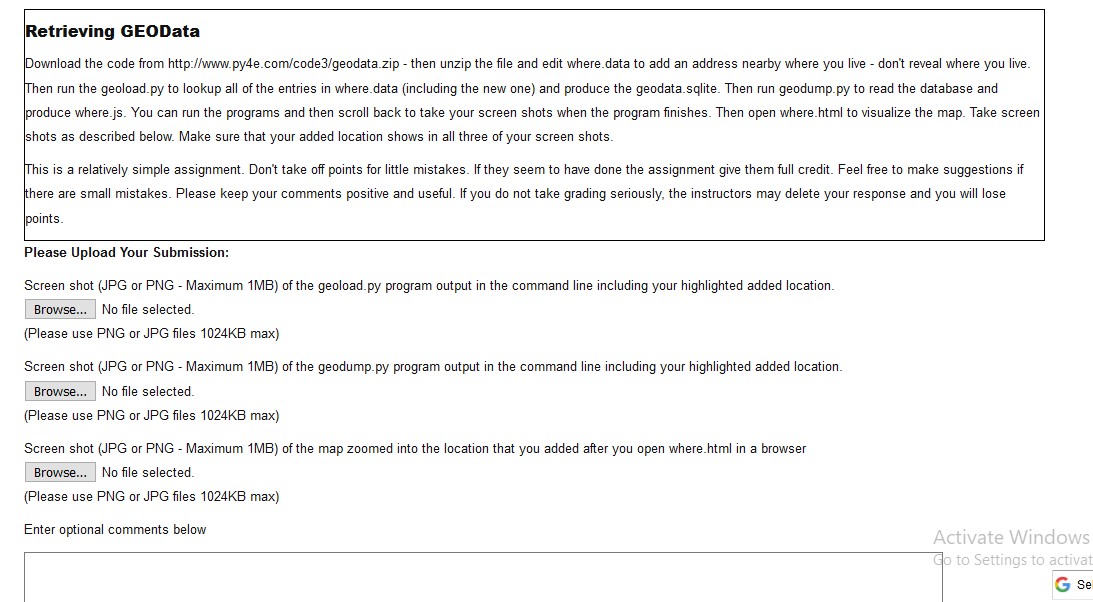 Retrieving GEOData
Download the code from http://www.py4e.com/code3/geodata.zip - then unzip the file and edit where.data to add an address nearby where you live - don't reveal where you live.
Then run the geoload.py to lookup all of the entries in where.data (including the new one) and produce the geodata.sqlite. Then run geodump.py to read the database and
produce where.js. You can run the programs and then scroll back to take your screen shots when the program finishes. Then open where.html to visualize the map. Take screen
shots as described below. Make sure that your added location shows in all three of your screen shots.
This is a relatively simple assignment. Don't take off points for little mistakes. If they seem to have done the assignment give them full credit. Feel free to make suggestions if
there are small mistakes. Please keep your comments positive and useful. If you do not take grading seriously, the instructors may delete your response and you will lose
points.
Please Upload Your Submission:
Screen shot (JPG or PNG - Maximum 1MB) of the geoload.py program output in the command line including your highlighted added location.
Browse... No file selected.
(Please use PNG or JPG files 1024KB max)
Screen shot (JPG or PNG - Maximum 1MB) of the geodump.py program output in the command line including your highlighted added location.
Browse... No file selected.
(Please use PNG or JPG files 1024KB max)
Screen shot (JPG or PNG - Maximum 1MB) of the map zoomed into the location that you added after you open where.html in a browser
Browse... No file selected.
(Please use PNG or JPG files 1024KB max)
Enter optional comments below
Activate Windows
Go to Settings to activat
G Se